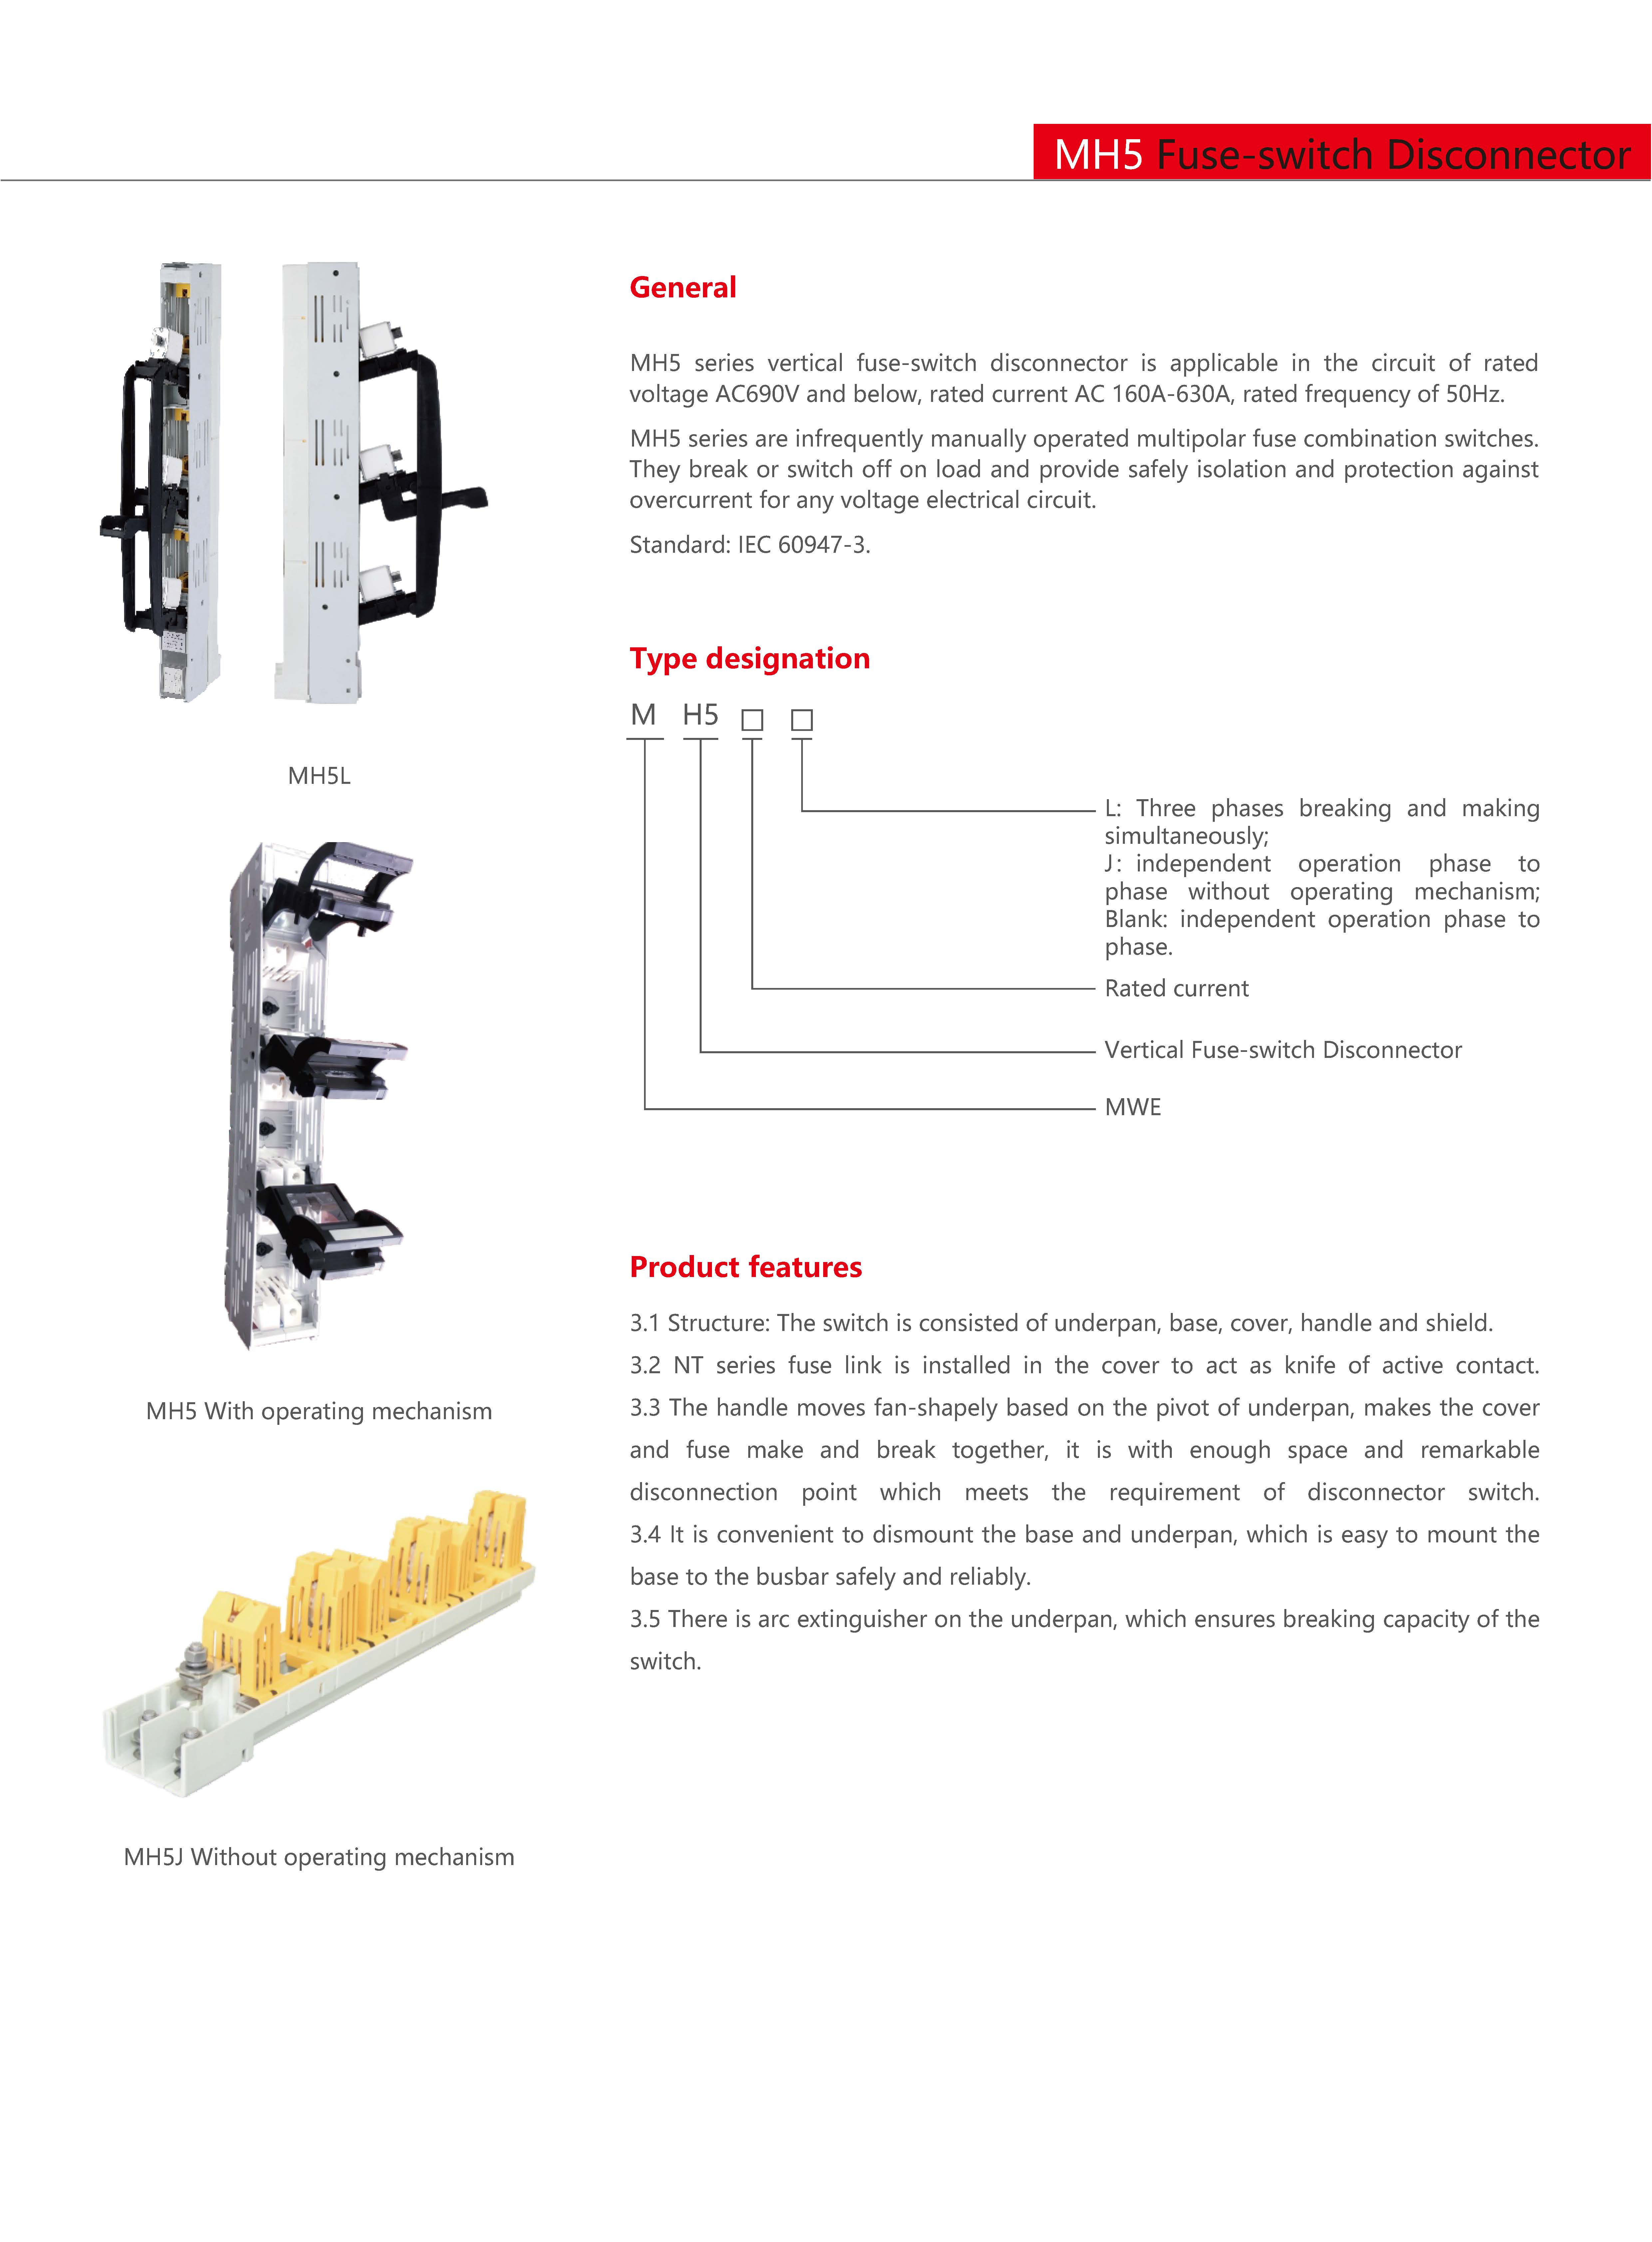 MH5 Fuse-switch Disconnector
General
MH5 series vertical fuse-switch disconnector is applicable in the circuit of rated
voltage AC690V and below, rated current AC 160A-630A, rated frequency of 50Hz.
MH5 series are infrequently manually operated multipolar fuse combination switches.
They break or switch off on load and provide safely isolation and protection against
overcurrent for any voltage electrical circuit.
Standard: IEC 60947-3.
MH5L
MH5 With operating mechanism
MH5J Without operating mechanism
Type designation
M H5 □ □
L: Three phases breaking and making
simultaneously;
J: independent operation phase to
phase without operating mechanism;
Blank: independent operation phase to
phase.
Rated current
Vertical Fuse-switch Disconnector
MWE
Product features
3.1 Structure: The switch is consisted of underpan, base, cover, handle and shield.
3.2 NT series fuse link is installed in the cover to act as knife of active contact.
3.3 The handle moves fan-shapely based on the pivot of underpan, makes the cover
and fuse make and break together, it is with enough space and remarkable
disconnection point which meets the requirement of disconnector switch.
3.4 It is convenient to dismount the base and underpan, which is easy to mount the
base to the busbar safely and reliably.
3.5 There is arc extinguisher on the underpan, which ensures breaking capacity of the
switch.